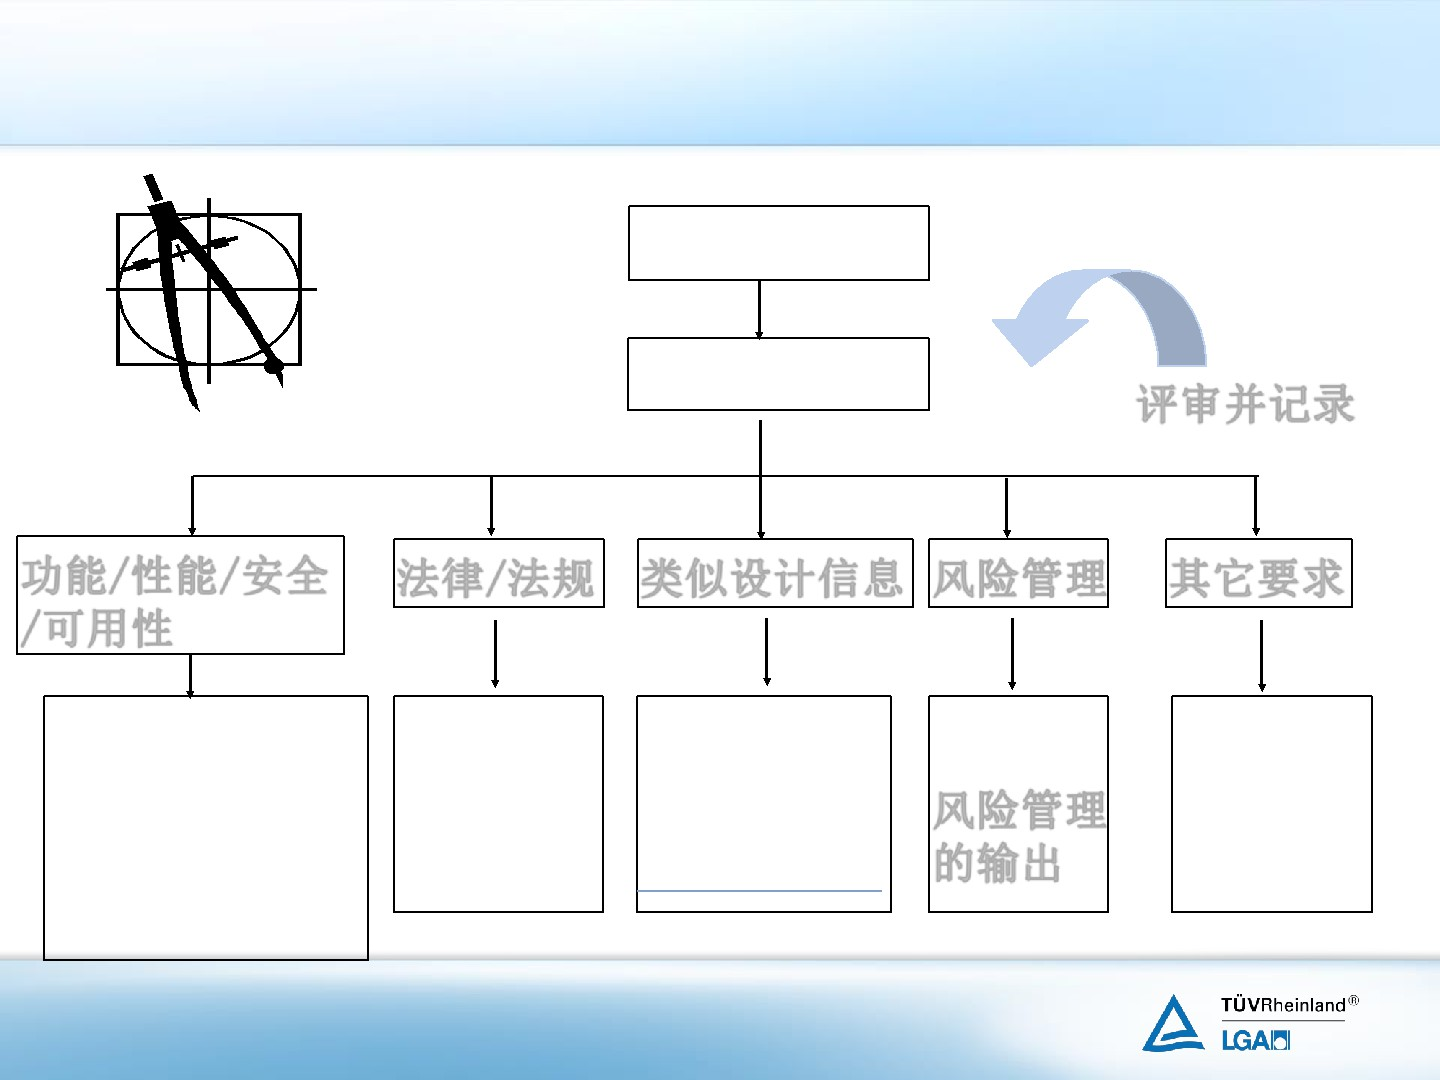 评审并记录
功能/性能/安全
/可用性
法律/法规
类似设计信息
风险管理
其它要求
风险管理
的输出
TÜVRheinland®
LGA